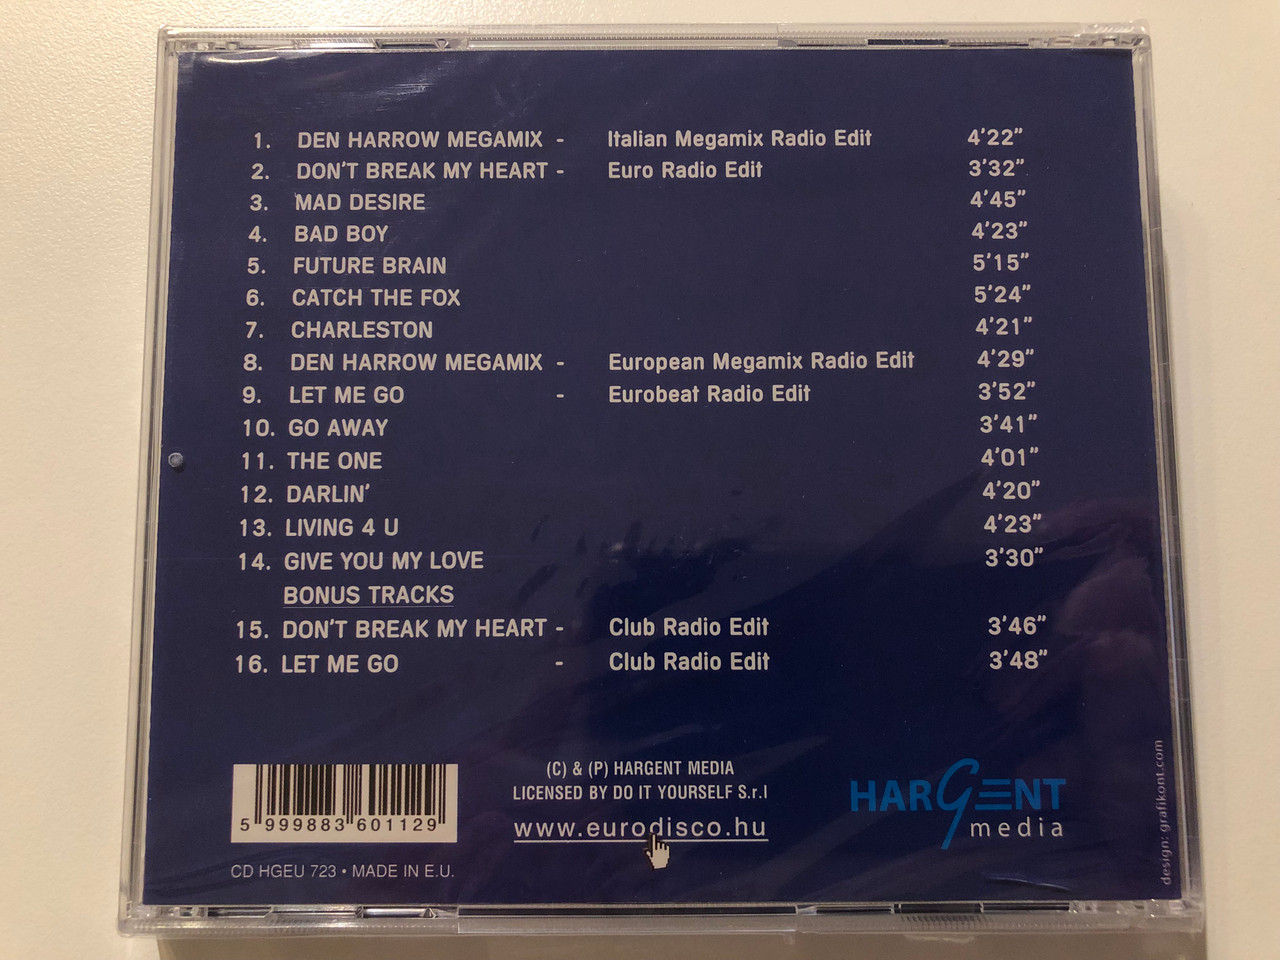 1. DEN HARROW MEGAMIX - Italian Megamix Radio Edit 4'22"
2. DON'T BREAK MY HEART - Euro Radio Edit 3'32"
3. MAD DESIRE 4'45"
4. BAD BOY 4'23"
5. FUTURE BRAIN 5'15"
6. CATCH THE FOX 5'24"
7. CHARLESTON 4'21"
8. DEN HARROW MEGAMIX - European Megamix Radio Edit 4'29"
9. LET ME GO - Eurobeat Radio Edit 3'52"
10. GO AWAY 3'41"
11. THE ONE 4'01"
12. DARLIN' 4'20"
13. LIVING 4 U 4'23"
14. GIVE YOU MY LOVE 3'30"
BONUS TRACKS
15. DON'T BREAK MY HEART - Club Radio Edit 3'46"
16. LET ME GO - Club Radio Edit 3'48"
5 999883 601129
CD HGEU 723 • MADE IN E.U.
(C) & (P) HARGENT MEDIA
LICENSED BY DO IT YOURSELF S.r.l
www.eurodisco.hu
HARGENT
media
design: grafikont.com